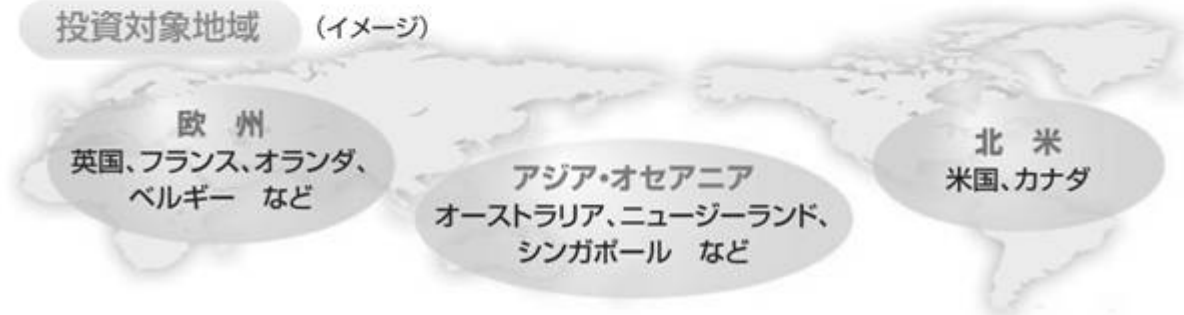 投資対象地域 （イメージ）
欧 州
英国､フランス､オランダ､
ベルギー など
アジア・オセアニア
オーストラリア､ニュージーランド､
シンガポール など
北 米
米国､カナダ